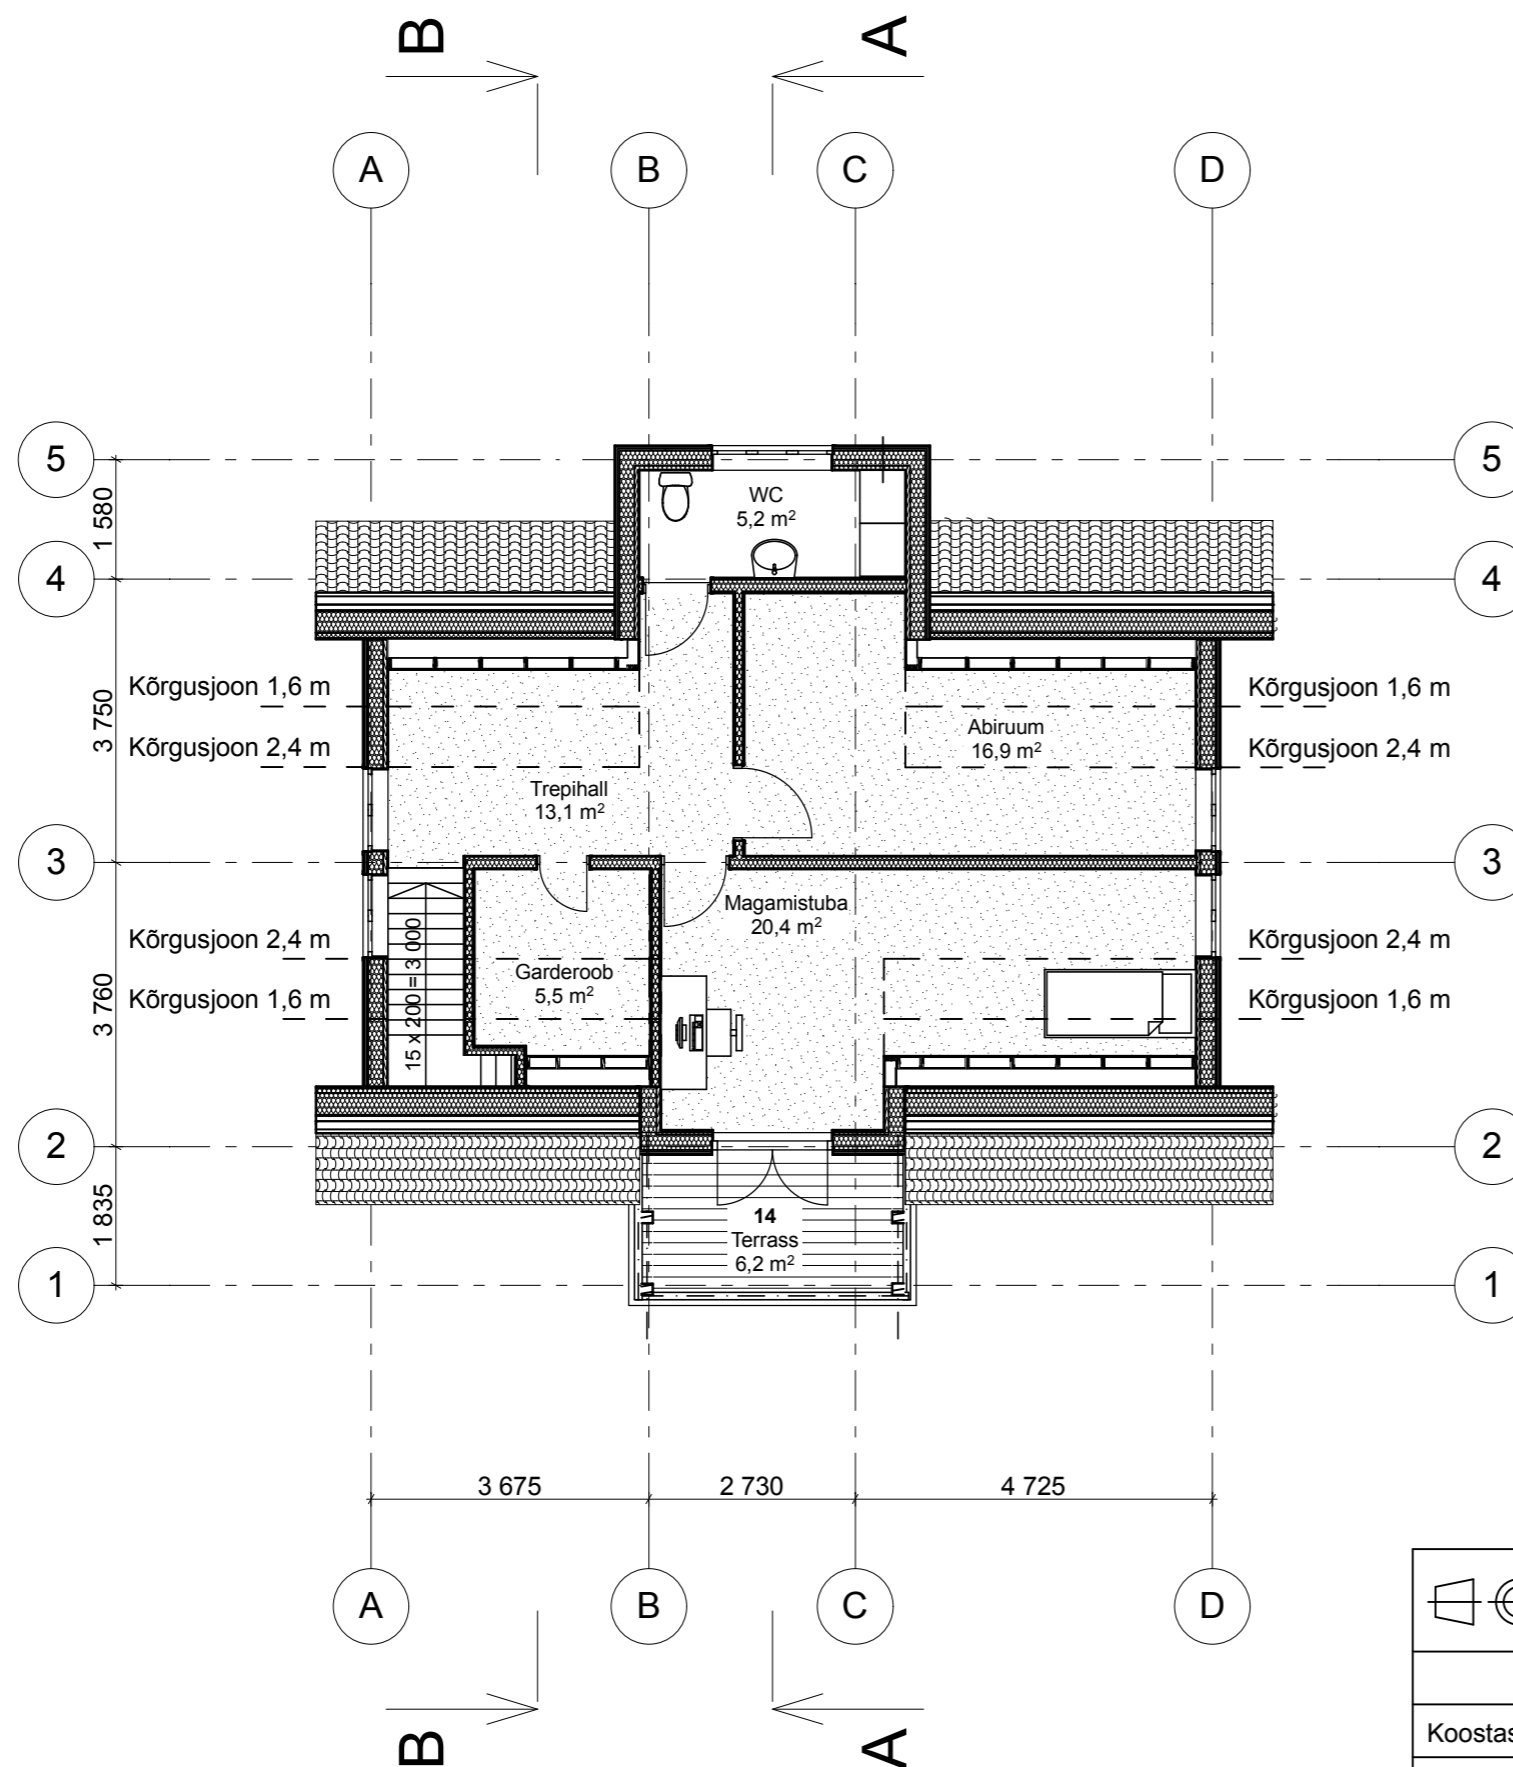 B
A
A
B
C
D
5
5
1 580
WC
5,2 m²
4
4
3 750
Kõrgusjoon 1,6 m
Kõrgusjoon 1,6 m
Kõrgusjoon 2,4 m
Abiruum
16,9 m²
Kõrgusjoon 2,4 m
Trepihall
13,1 m²
3
3
Magamistuba
20,4 m²
Kõrgusjoon 2,4 m
15 x 200 = 3 000
Kõrgusjoon 2,4 m
3 760
Garderoob
5,5 m²
Kõrgusjoon 1,6 m
Kõrgusjoon 1,6 m
2
2
1 835
14
Terrass
6,2 m²
1
1
3 675
2 730
4 725
A
B
C
D
B
A
Koostas